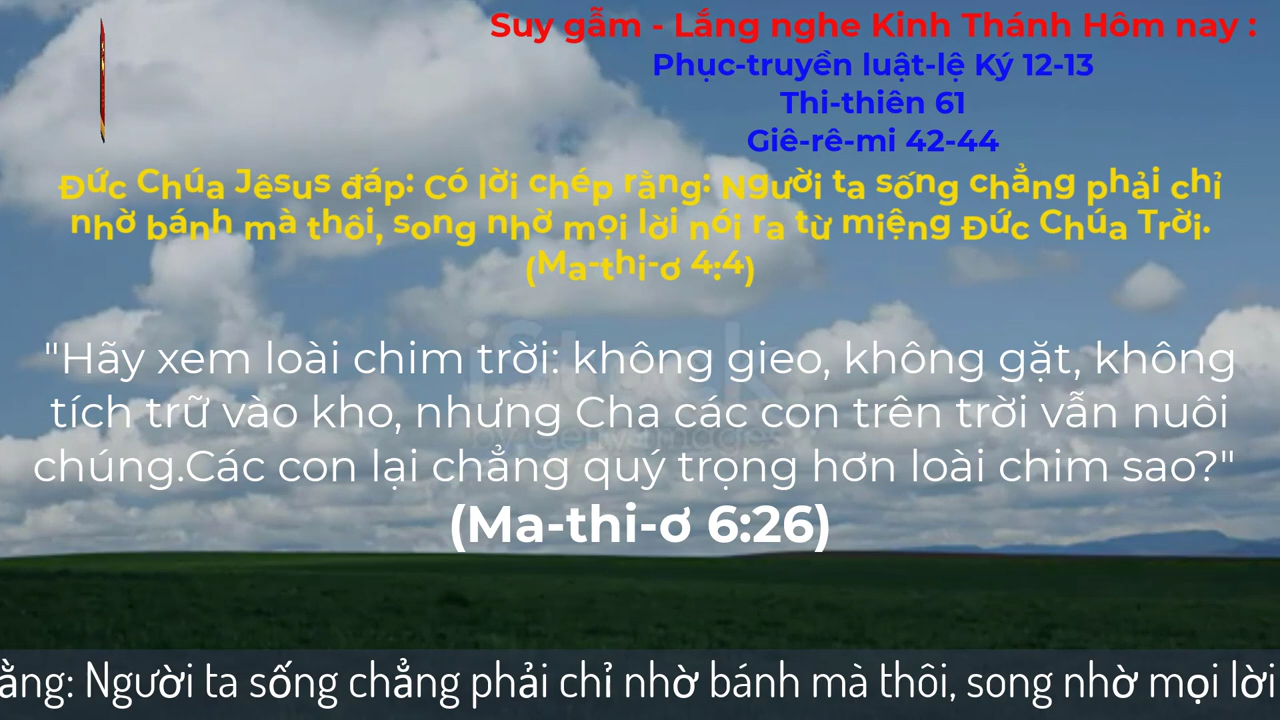 Suy gẫm - Lắng nghe Kinh Thánh Hôm nay :
Phục-truyền luật-lệ Ký 12-13
Thi-thiên 61
Giê-rê-mi 42-44
Đức Chúa Jêsus đáp: Có lời chép rằng: Người ta sống chẳng phải chỉ
nhờ bánh mà thôi, song nhờ mọi lời nói ra từ miệng Đức Chúa Trời.
(Ma-thi-ơ 4:4)
iStock
by Getty Images
"Hãy xem loài chim trời: không gieo, không gặt, không
tích trữ vào kho, nhưng Cha các con trên trời vẫn nuôi
chúng.Các con lại chẳng quý trọng hơn loài chim sao?"
(Ma-thi-ơ 6:26)
ằng: Người ta sống chẳng phải chỉ nhờ bánh mà thôi, song nhờ mọi lời